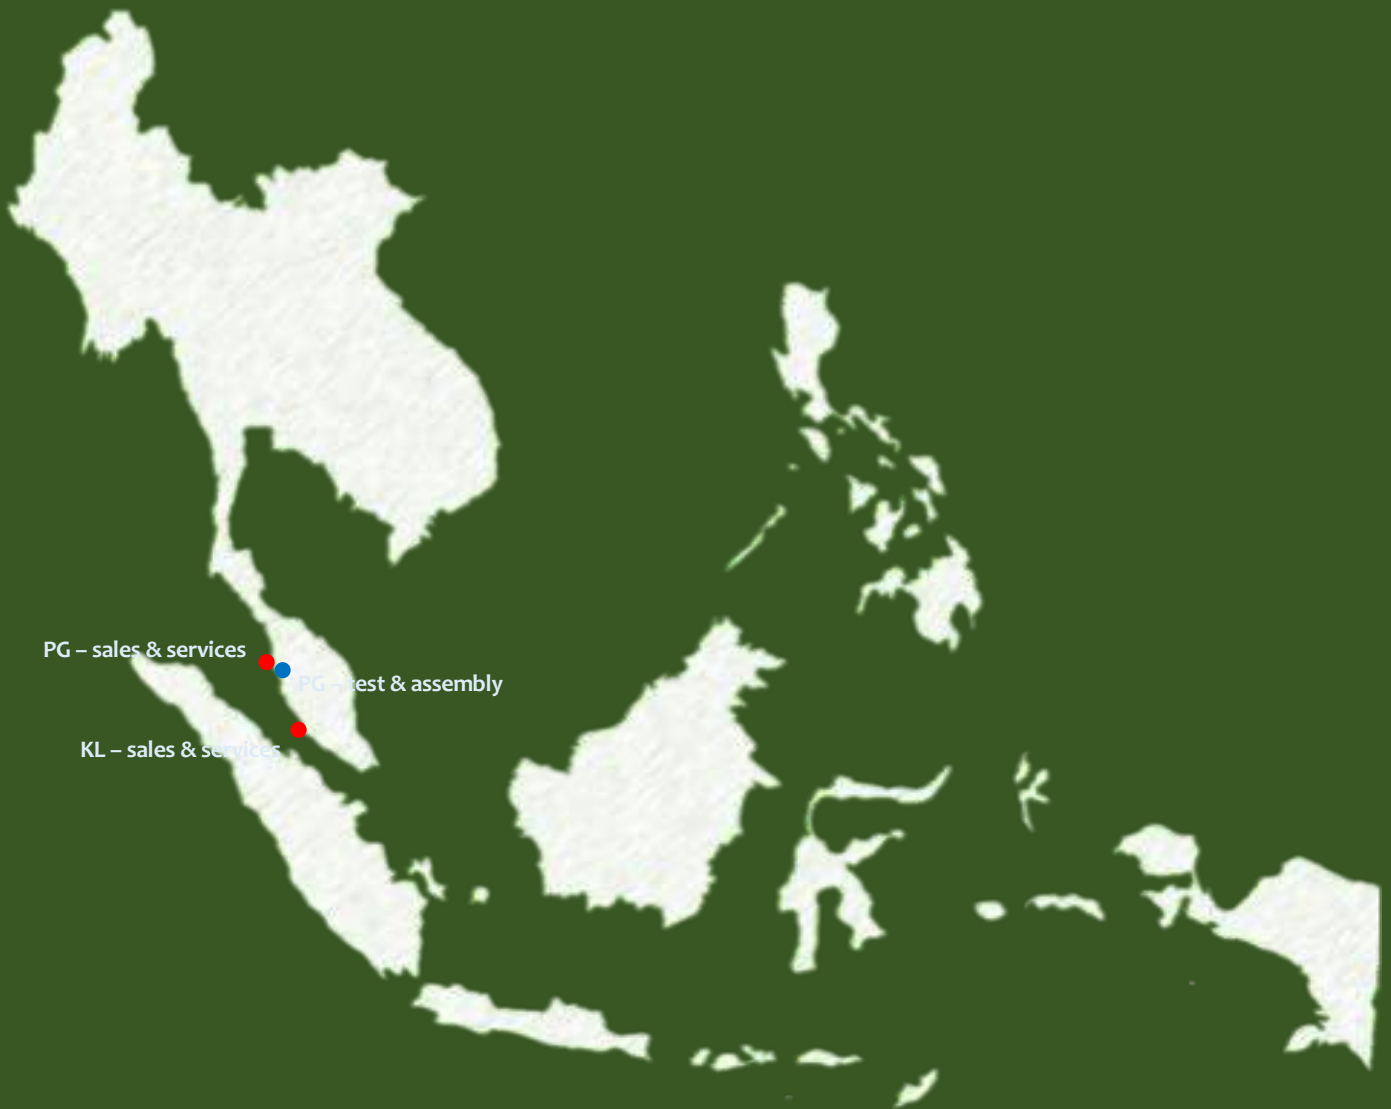 PG – sales & services
PG – test & assembly
KL – sales & services